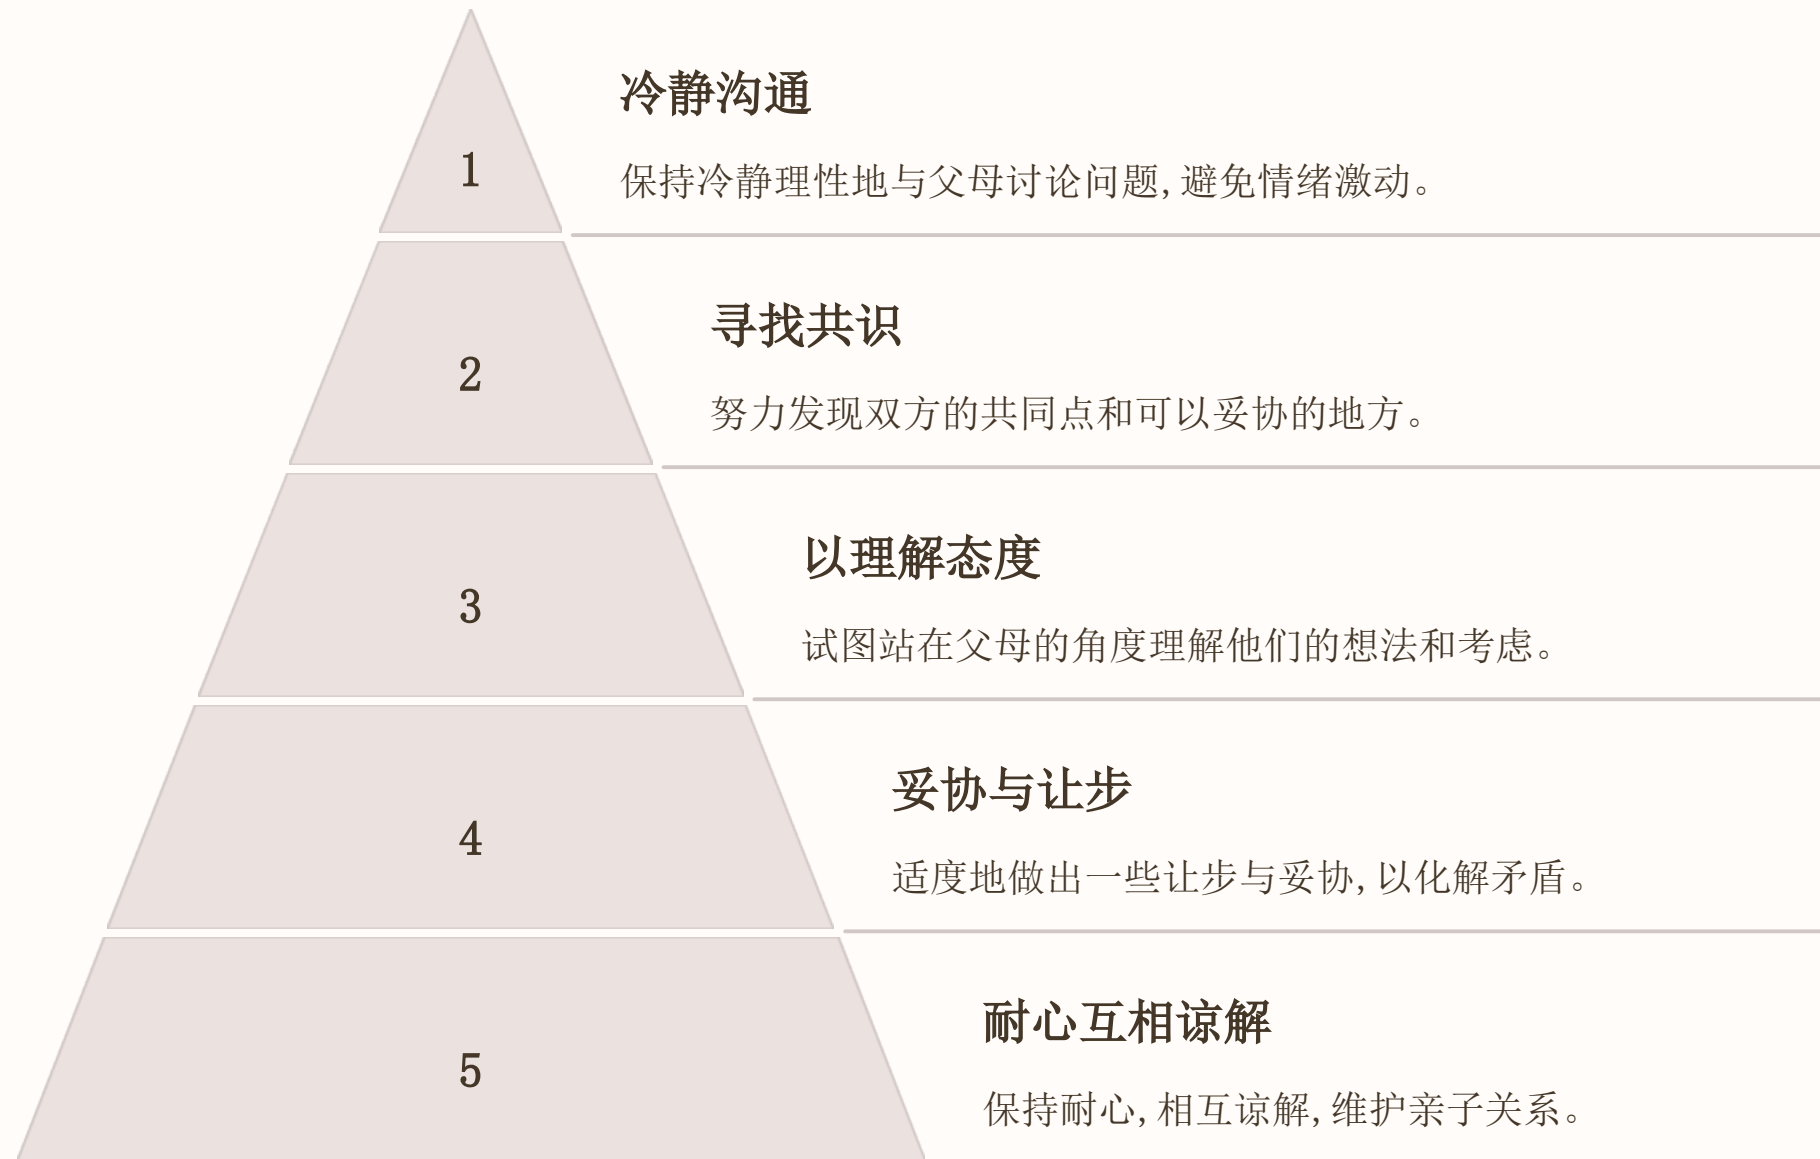 冷静沟通
1
保持冷静理性地与父母讨论问题,避免情绪激动。
寻找共识
2
努力发现双方的共同点和可以妥协的地方。
以理解态度
3
试图站在父母的角度理解他们的想法和考虑。
妥协与让步
4
适度地做出一些让步与妥协,以化解矛盾。
耐心互相谅解
5
保持耐心,相互谅解,维护亲子关系。